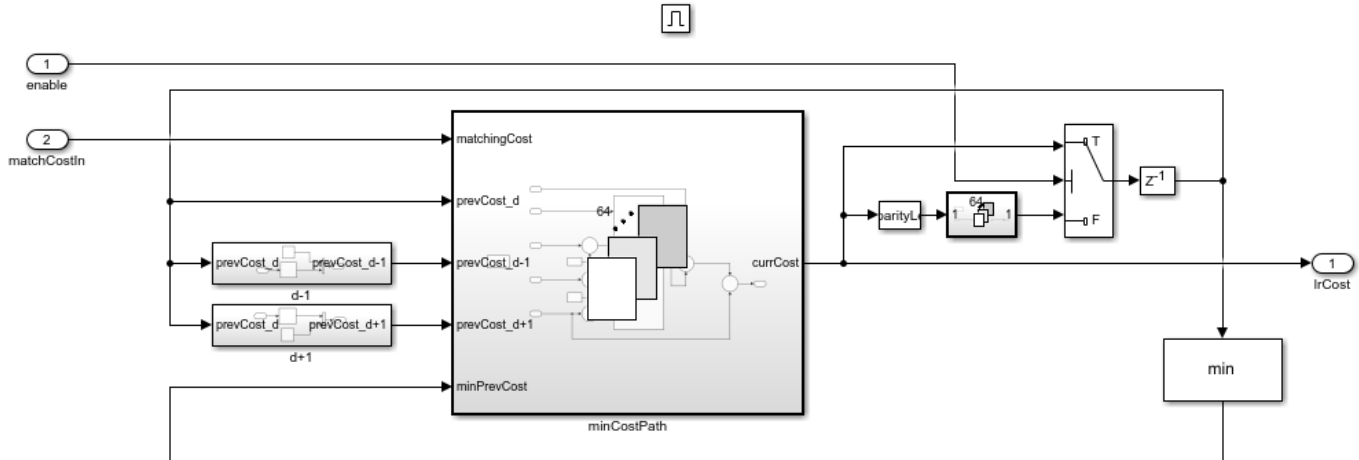 1
enable
2
matchCostIn
matchingCost
prevCost_d
prevCost_d-1
prevCost_d+1
minPrevCost
64
currCost
minCostPath
prevCost_d
prevCost_d-1
d-1
prevCost_d
prevCost_d+1
d+1
parityLe
1
64
1
T
F
Z-1
1
lrCost
min